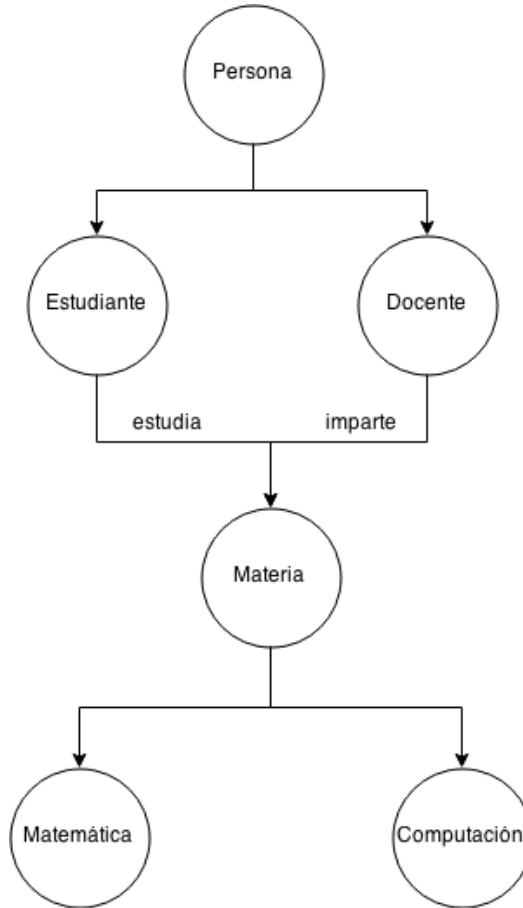 Persona
Estudiante
Docente
estudia
imparte
Materia
Matemática
Computación